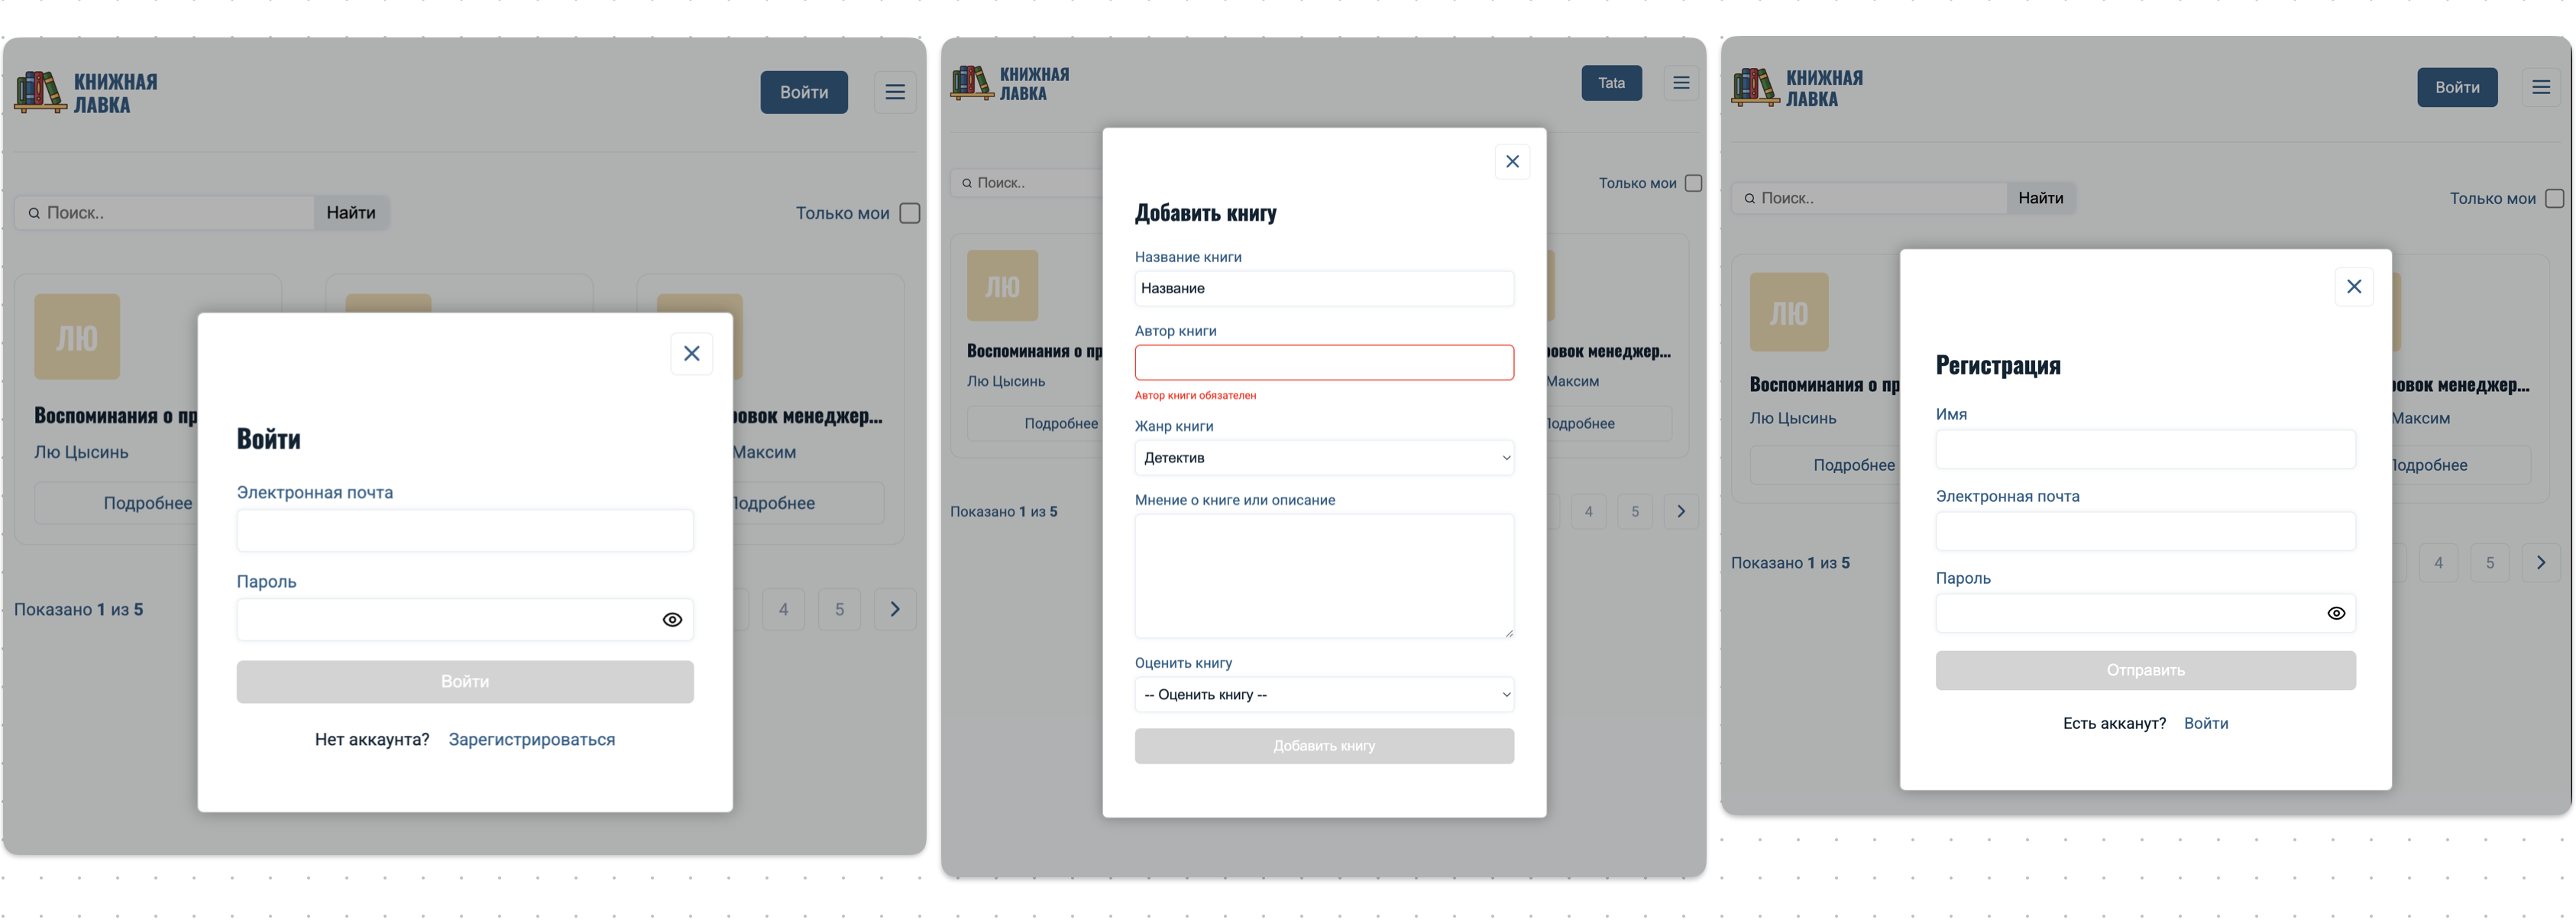 КНИЖНАЯ
ЛАВКА
Войти
Поиск..
Найти
Только мои
ЛЮ
Воспоминания о пр
ровок менеджер...
Лю Цысинь
Максим
Подробнее
Подробнее
Показано 1 из 5
4
5
Войти
Электронная почта
Пароль
Войти
Нет аккаунта? Зарегистрироваться
КНИЖНАЯ
ЛАВКА
Tata
Поиск..
Только мои
ЛЮ
Воспоминания о пр
ровок менеджер...
Лю Цысинь
Максим
Подробнее
Подробнее
Показано 1 из 5
4
5
Добавить книгу
Название книги
Название
Автор книги
Автор книги обязателен
Жанр книги
Детектив
Мнение о книге или описание
Оценить книгу
-- Оценить книгу --
Добавить книгу
КНИЖНАЯ
ЛАВКА
Войти
Поиск..
Найти
Только мои
ЛЮ
Воспоминания о пр
ровок менеджер...
Лю Цысинь
Максим
Подробнее
Подробнее
Показано 1 из 5
4
5
Регистрация
Имя
Электронная почта
Пароль
Отправить
Есть акканут? Войти